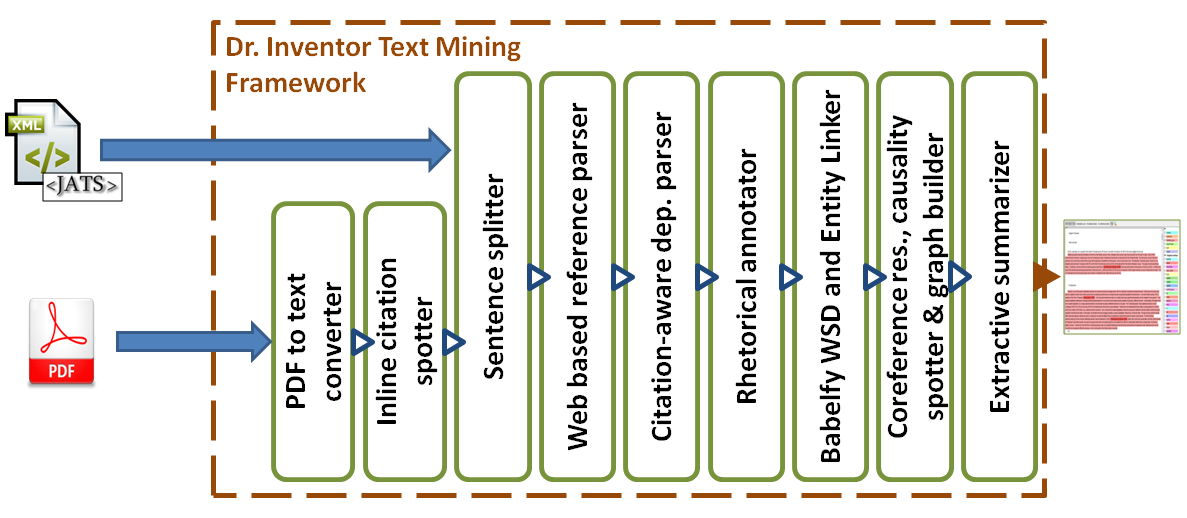 Dr. Inventor Text Mining
Framework
XML
</>
<JATS>
PDF
PDF to text
converter
Inline citation
spotter
Sentence splitter
Web based reference parser
Citation-aware dep. parser
Rhetorical annotator
Babelfy WSD and Entity Linker
Coreference res., causality
spotter & graph builder
Extractive summarizer